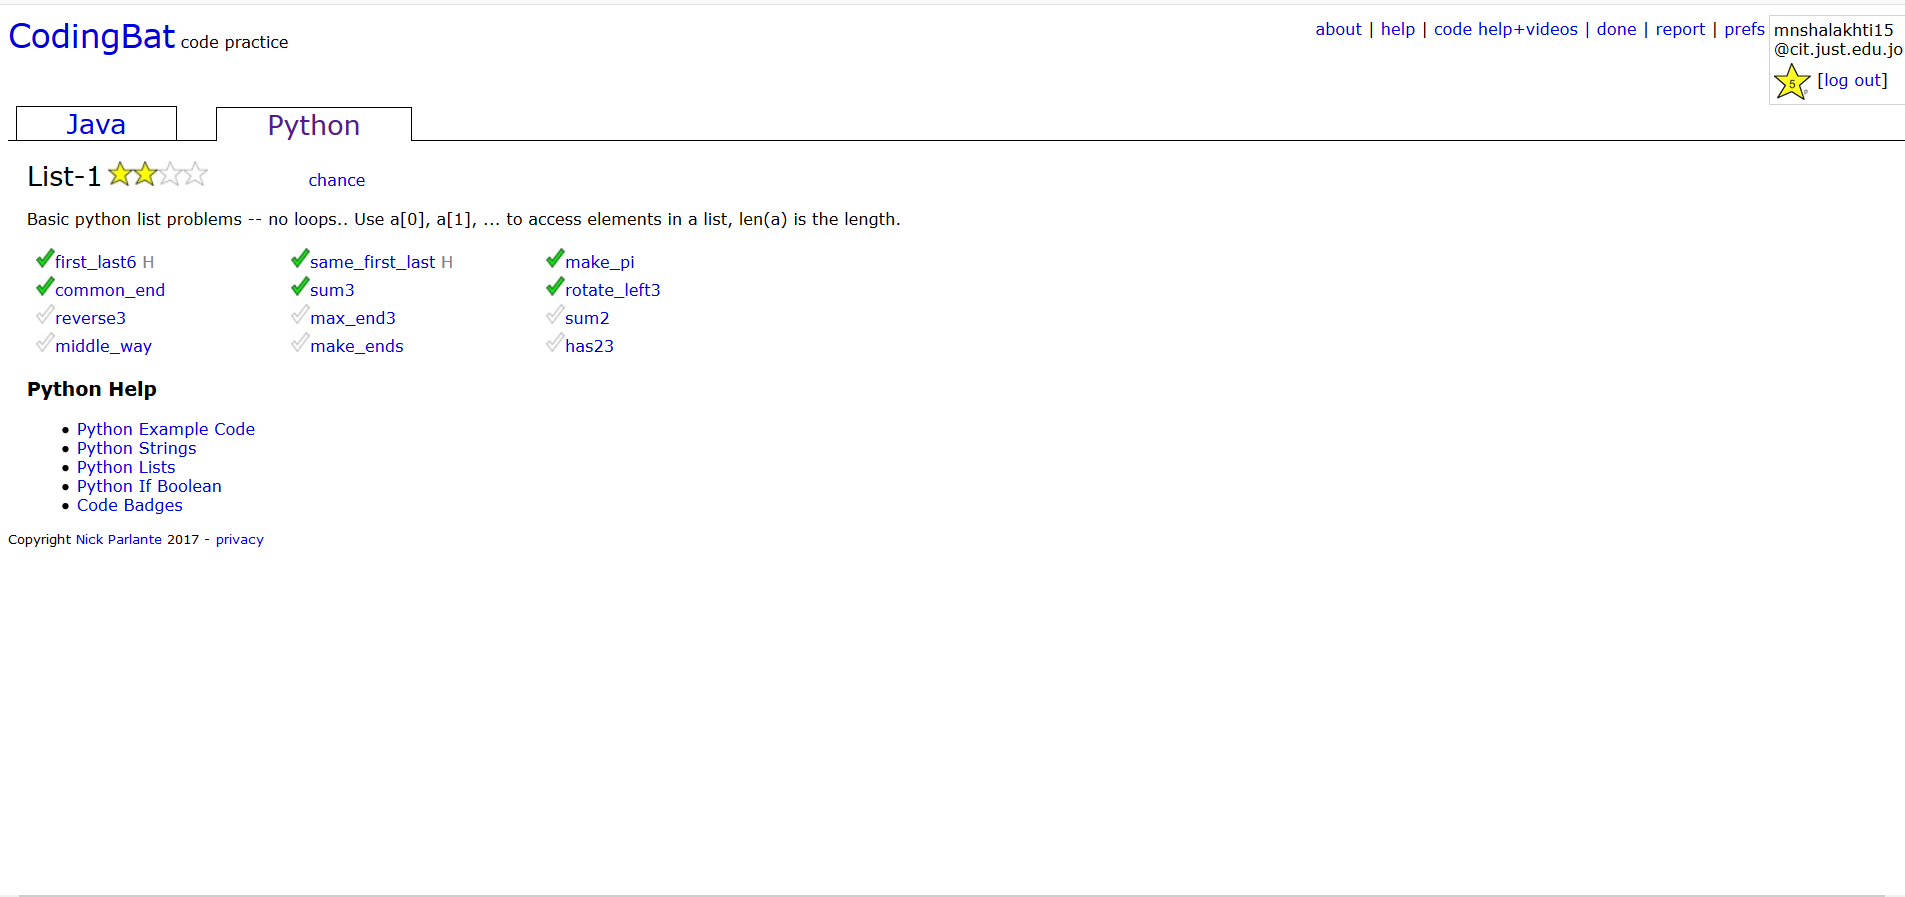 CodingBat code practice
about | help | code help+videos | done | report | prefs
mnshalakhti15
@cit.just.edu.jo
5 [log out]
Java
Python
List-1
chance
Basic python list problems -- no loops.. Use a[0], a[1], ... to access elements in a list, len(a) is the length.
first_last6 H same_first_last H make_pi
common_end sum3 rotate_left3
reverse3 max_end3 sum2
middle_way make_ends has23
Python Help
Python Example Code
Python Strings
Python Lists
Python If Boolean
Code Badges
Copyright Nick Parlante 2017 - privacy